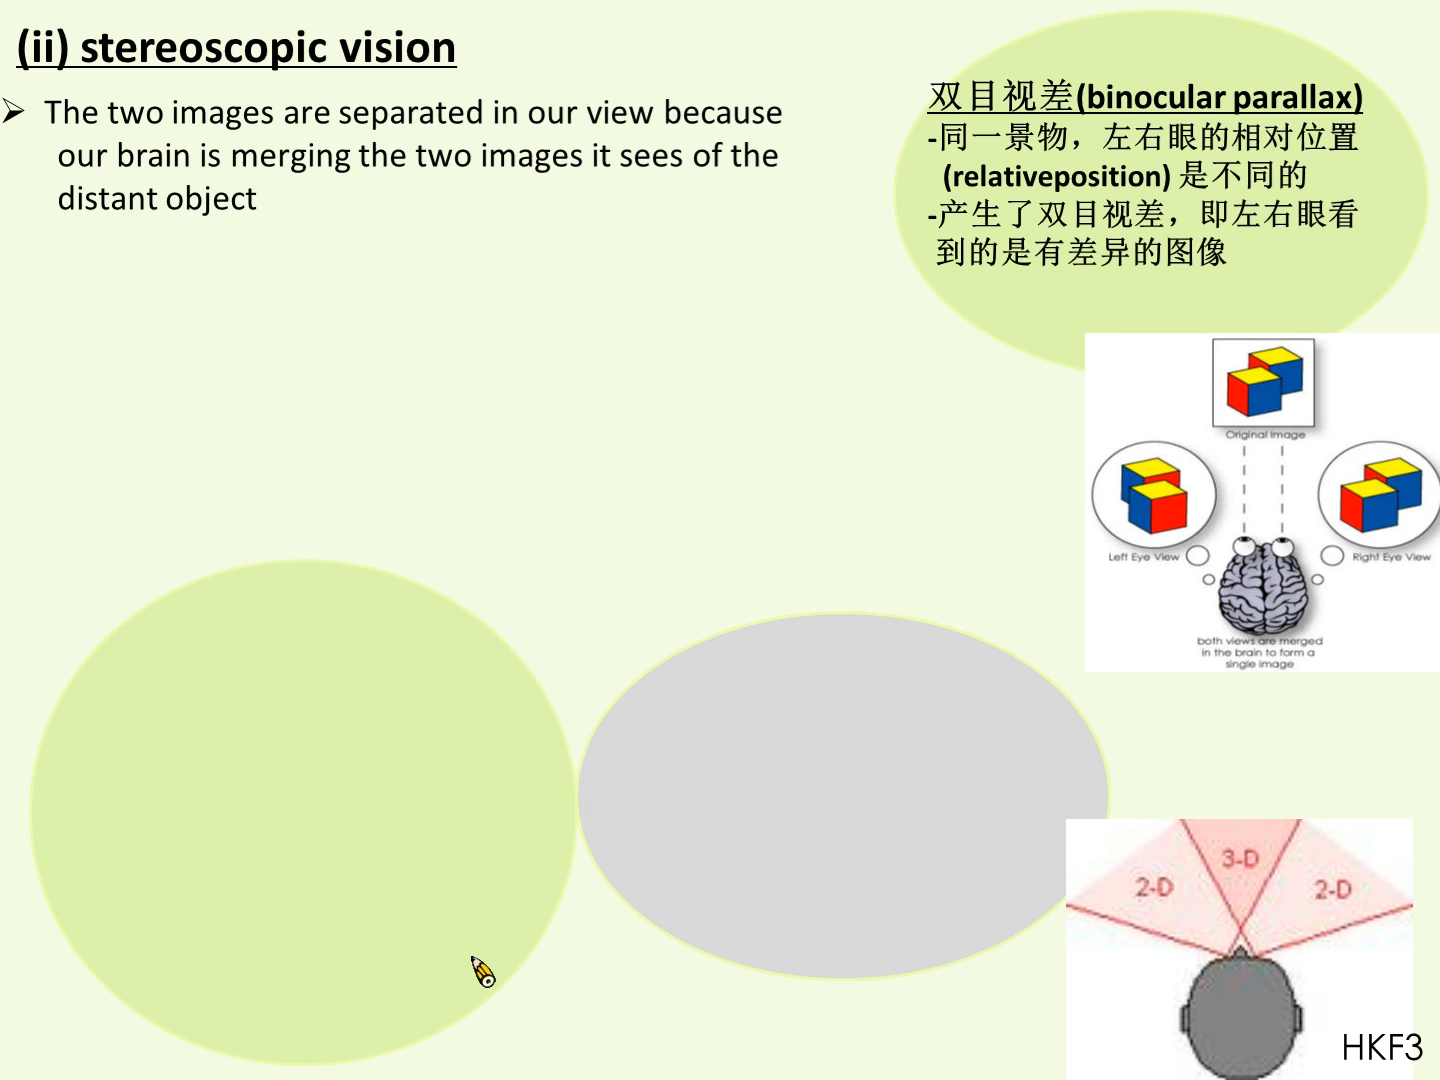 (ii) stereoscopic vision
➢ The two images are separated in our view because
our brain is merging the two images it sees of the
distant object
双目视差(binocular parallax)
-同一景物，左右眼的相对位置
(relativeposition) 是不同的
-产生了双目视差，即左右眼看
到的是有差异的图像
Original Image
Left Eye View
Right Eye View
both views are merged
in the brain to form a
single image
3-D
2-D
2-D
HKF3